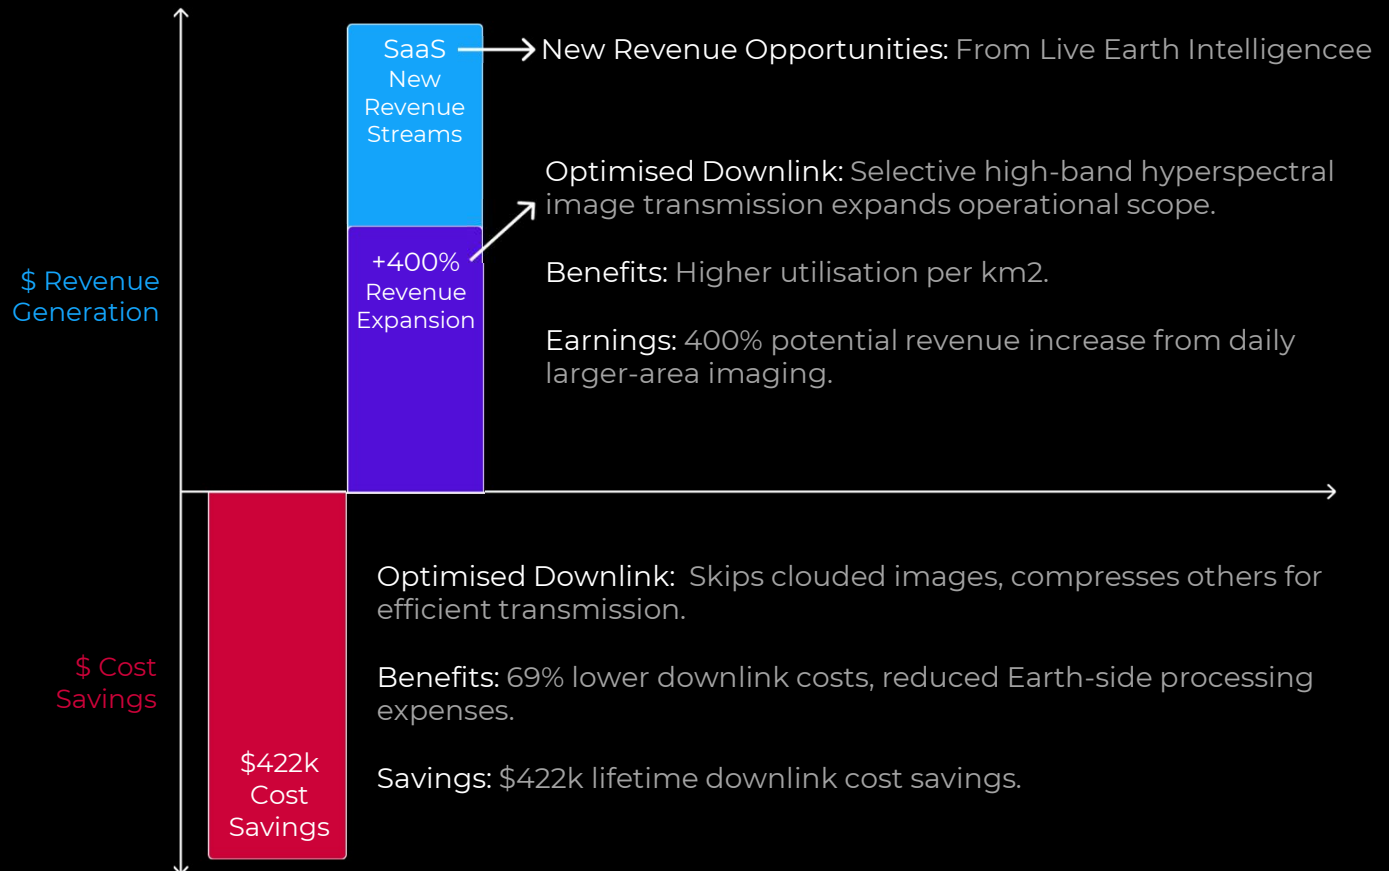 SaaS
New
Revenue
Streams
New Revenue Opportunities: From Live Earth Intelligencee
Optimised Downlink: Selective high-band hyperspectral
image transmission expands operational scope.
+400%
Revenue
Expansion
Benefits: Higher utilisation per km2.
$ Revenue
Generation
Earnings: 400% potential revenue increase from daily
larger-area imaging.
Optimised Downlink: Skips clouded images, compresses others for
efficient transmission.
$ Cost
Savings
Benefits: 69% lower downlink costs, reduced Earth-side processing
expenses.
$422k
Cost
Savings
Savings: $422k lifetime downlink cost savings.